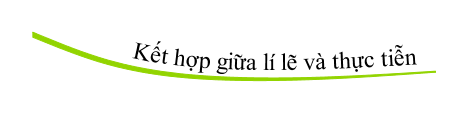 Kết hợp giữa lí lẽ và thực tiễn